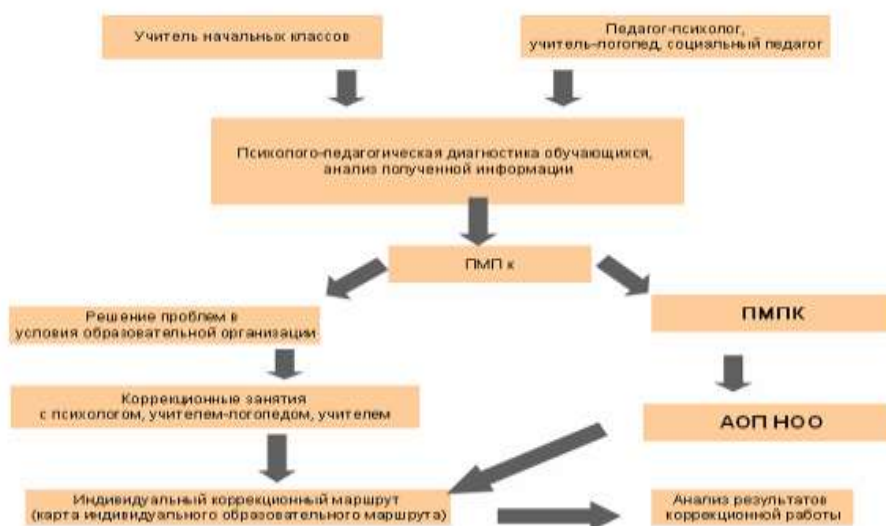 Учитель начальных классов
Педагог-психолог,
учитель-логопед, социальный педагог
Психолого-педагогическая диагностика обучающихся,
анализ полученной информации
ПМП к
Решение проблем в
условия образовательной организации
ПМПК
Коррекционные занятия
с психологом, учителем-логопедом, учителем
АОП НОО
Индивидуальный коррекционный маршрут
(карта индивидуального образовательного маршрута)
Анализ результатов
коррекционной работы